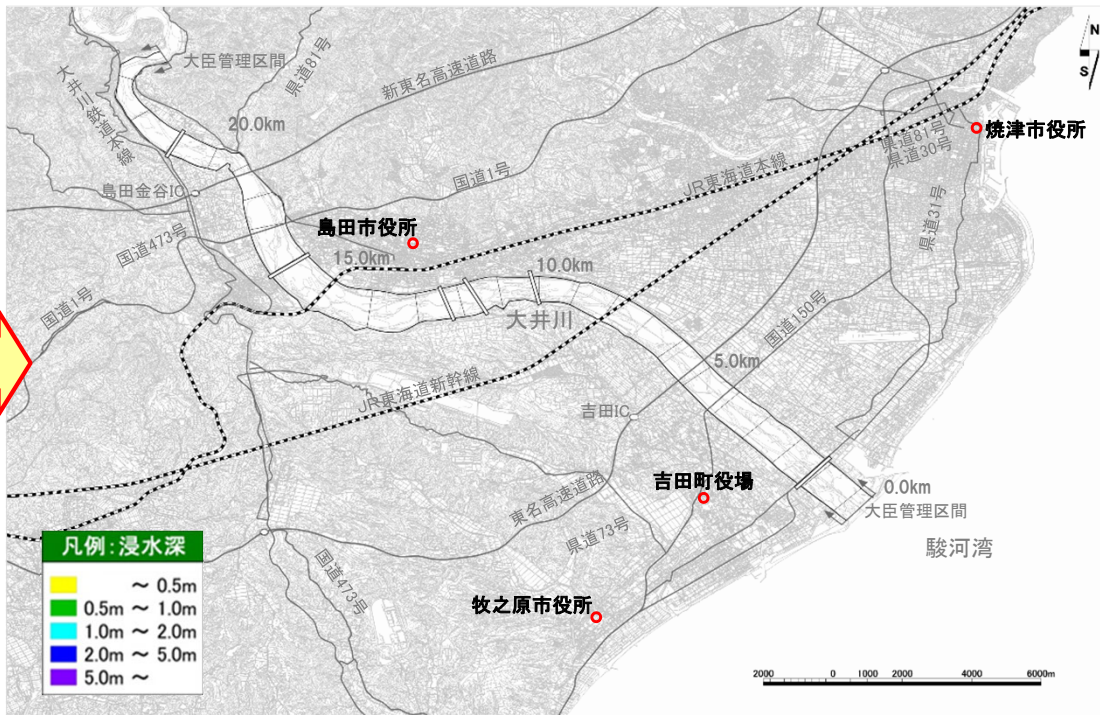 N
S
大臣管理区間
県道81号
新東名高速道路
大井川鉄道本線
20.0km
焼津市役所
県道81号
県道30号
国道1号
JR東海道本線
島田金谷IC
県道31号
島田市役所
国道473号
15.0km
10.0km
国道1号
大井川
国道150号
5.0km
JR東海道新幹線
吉田IC
吉田町役場
0.0km
大臣管理区間
東名高速道路
県道73号
駿河湾
凡例:浸水深
～ 0.5m
0.5m ～ 1.0m
1.0m ～ 2.0m
2.0m ～ 5.0m
5.0m ～
国道473号
牧之原市役所
2000 0 1000 2000 4000 6000m